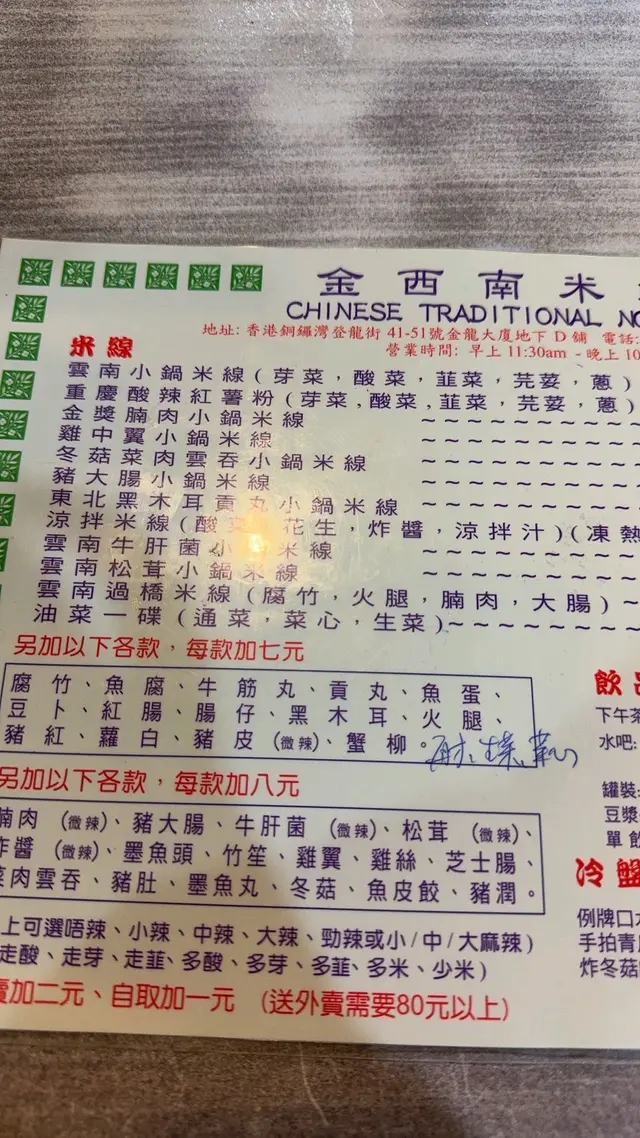 金西南米
CHINESE TRADITIONAL NO
地址: 香港銅鑼灣登龍街 41-51號金龍大廈地下 D 舖 電話:
營業時間: 早上 11:30am - 晚上 10
米線
雲南小鍋米線(芽菜,酸菜,韮菜,芫荽,蔥)
重慶酸辣紅薯粉(芽菜,酸菜,韮菜,芫荽,蔥)
金獎腩肉小鍋米線 ~~~~~~~~~~
雞中翼小鍋米線 ~~~~~~~~~~
冬菇菜肉雲吞小鍋米線 ~~~~~~~~
豬大腸小鍋米線 ~~~~~~~~~~
東北黑木耳貢丸小鍋米線 ~~~~~~~~
涼拌米線(酸 花生,炸醬,涼拌汁)(凍熱
雲南牛肝菌小 米線 ~~~~~~~~~~
雲南松茸小鍋米線 ~~~~~~~~~~
雲南過橋米線(腐竹,火腿,腩肉,大腸)~
油菜一碟(通菜,菜心,生菜)~~~~~~~~~
另加以下各款,每款加七元
腐竹、魚腐、牛筋丸、貢丸、魚蛋、
豆卜、紅腸、腸仔、黑木耳、火腿、
豬紅、蘿白、豬皮(微辣)、蟹柳。
另加以下各款,每款加八元
腩肉(微辣)、豬大腸、牛肝菌(微辣)、松茸(微辣)、
炸醬(微辣)、墨魚頭、竹笙、雞翼、雞絲、芝士腸、
菜肉雲吞、豬肚、墨魚丸、冬菇、魚皮餃、豬潤。
上可選唔辣、小辣、中辣、大辣、勁辣或小/中/大麻辣)
走酸、走芽、走韮、多酸、多芽、多韮、多米、少米)
賣加二元、自取加一元 (送外賣需要80元以上)
飲品
下午茶
水吧:
罐裝:
豆漿
單飲
冷盤
例牌口水
手拍青
炸冬菇